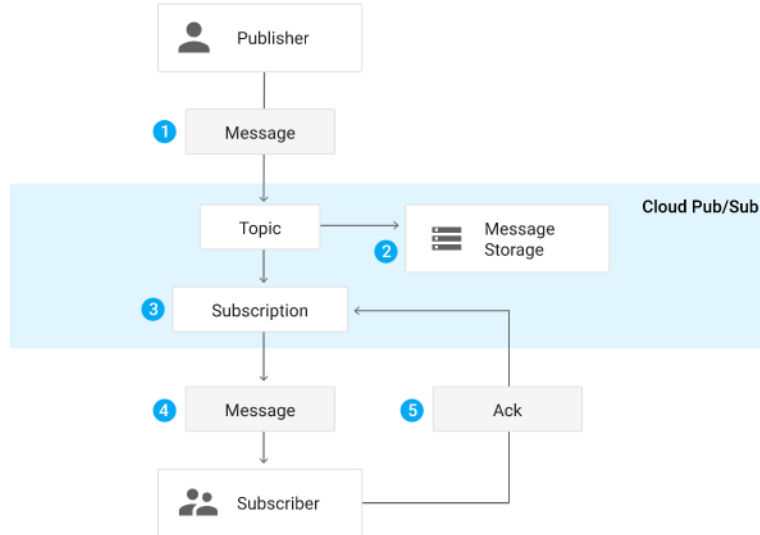 Publisher
1
Message
Cloud Pub/Sub
Topic
2
Message
Storage
3
Subscription
4
Message
5
Ack
Subscriber